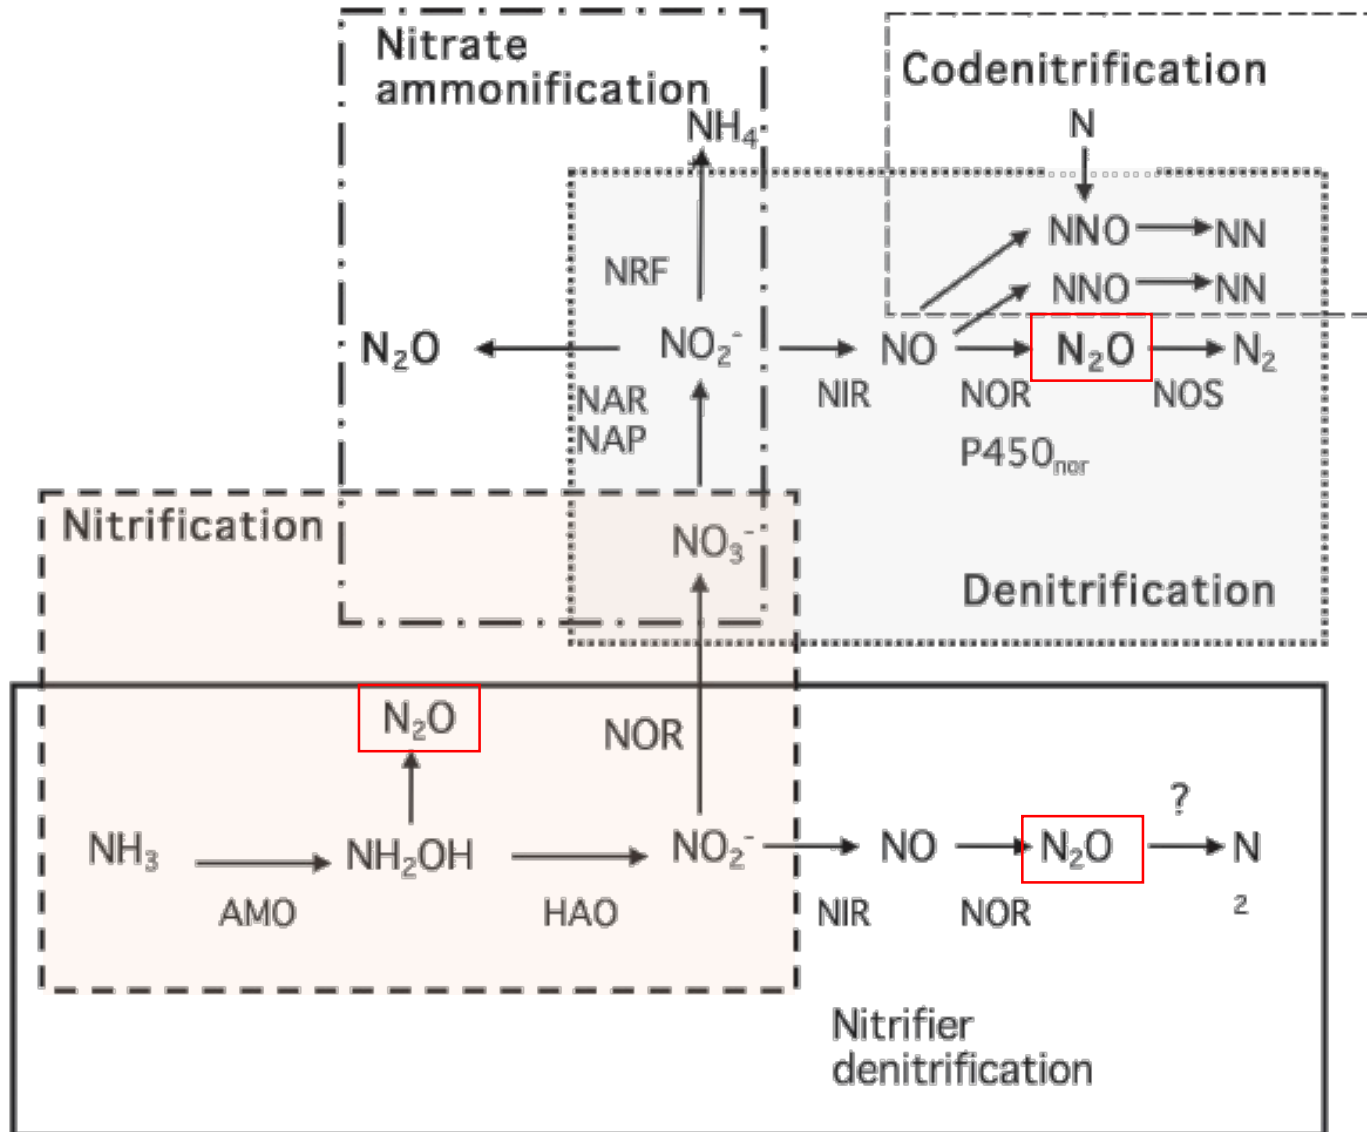 Nitrate
ammonification
NH₄
Codenitrification
N
NNO NN
NRF
NNO NN
N₂O NO₂⁻ NO N₂O N₂
NAR
NAP
NIR NOR NOS
P450nor
Nitrification
NO₃⁻
Denitrification
N₂O
NOR
?
NH₃ NH₂OH NO₂⁻ NO N₂O N
2
AMO HAO NIR NOR
Nitrifier
denitrification